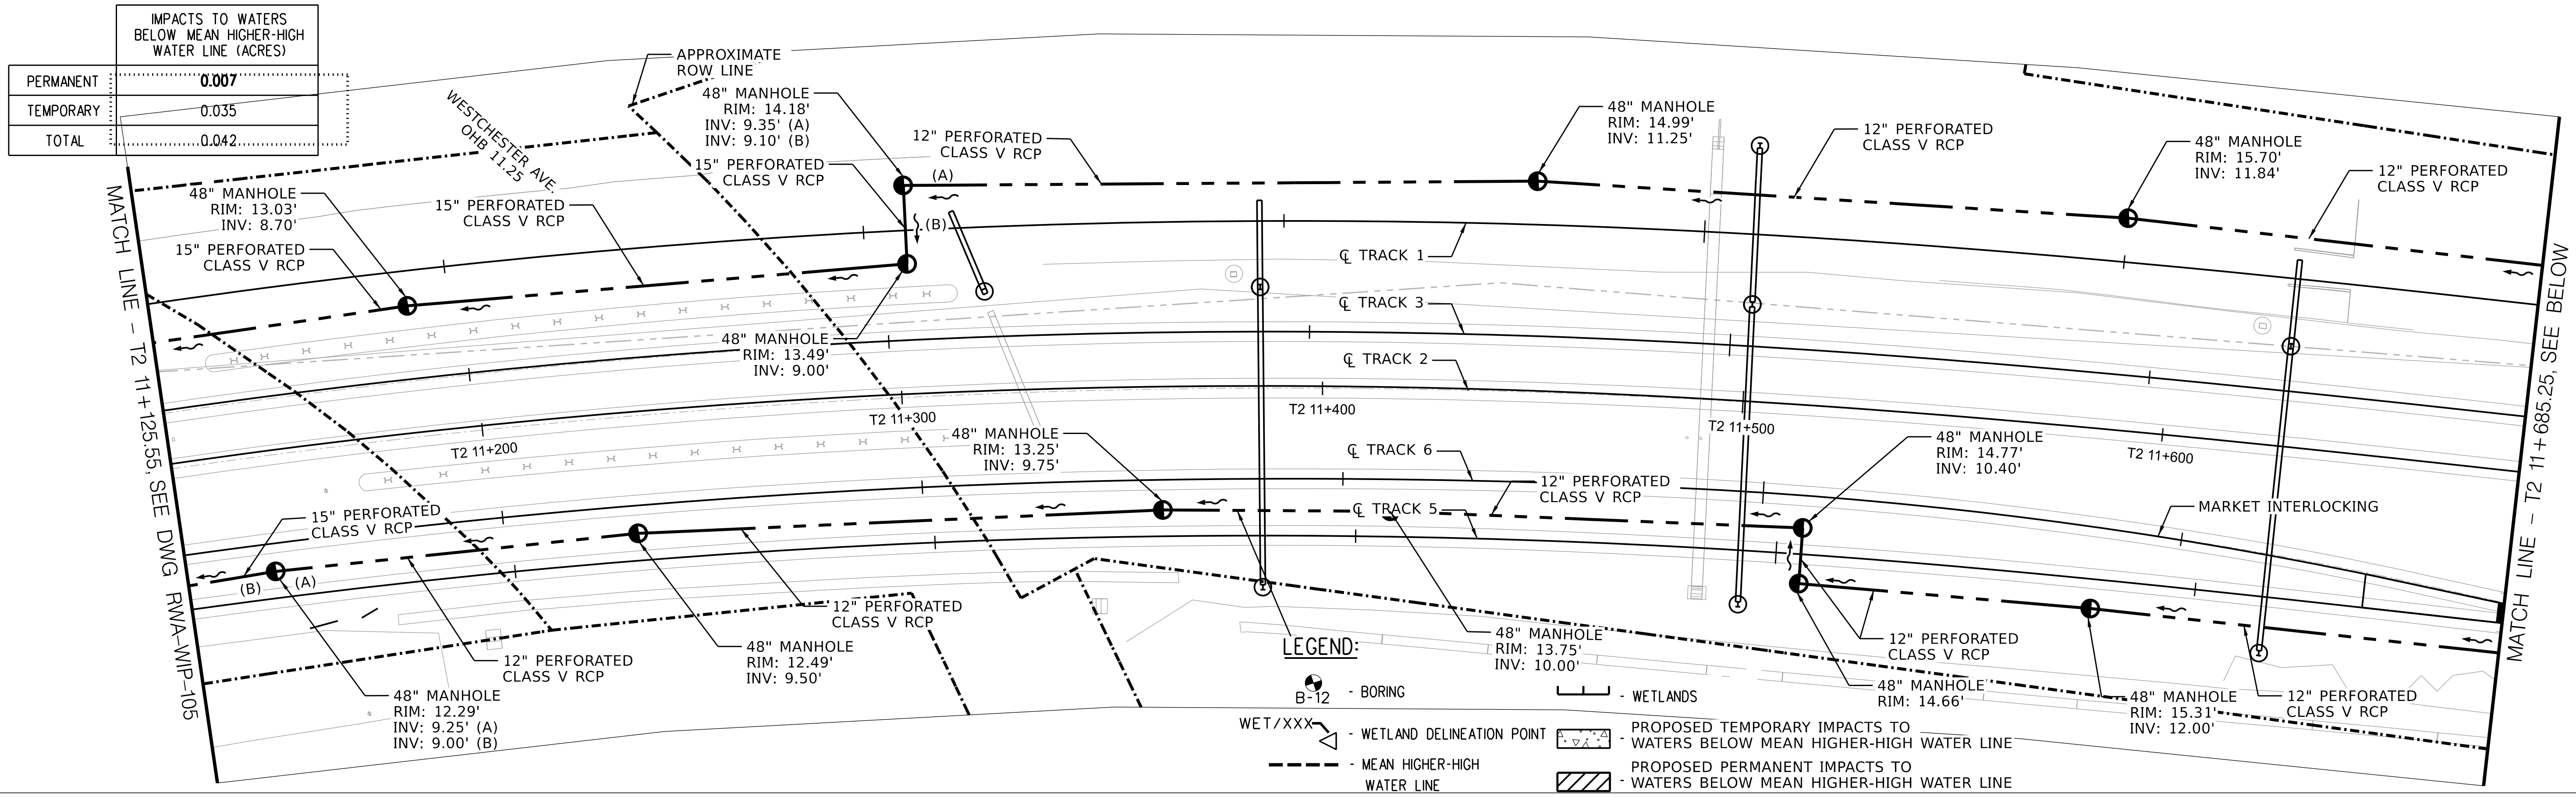 IMPACTS TO WATERS
BELOW MEAN HIGHER-HIGH
WATER LINE (ACRES)
PERMANENT 0.007
TEMPORARY 0.035
TOTAL 0.042
APPROXIMATE
ROW LINE
WESTCHESTER AVE.
OHB 11.25
48" MANHOLE
RIM: 14.18'
INV: 9.35' (A)
INV: 9.10' (B)
15" PERFORATED
CLASS V RCP
(A)
(B)
12" PERFORATED
CLASS V RCP
48" MANHOLE
RIM: 14.99'
INV: 11.25'
12" PERFORATED
CLASS V RCP
48" MANHOLE
RIM: 15.70'
INV: 11.84'
12" PERFORATED
CLASS V RCP
48" MANHOLE
RIM: 13.03'
INV: 8.70'
15" PERFORATED
CLASS V RCP
15" PERFORATED
CLASS V RCP
48" MANHOLE
RIM: 13.49'
INV: 9.00'
℄ TRACK 1
℄ TRACK 3
℄ TRACK 2
℄ TRACK 6
℄ TRACK 5
T2 11+200
T2 11+300
T2 11+400
T2 11+500
T2 11+600
MATCH LINE - T2 11+125.55, SEE DWG RWA-WIP-105
MATCH LINE - T2 11+685.25, SEE BELOW
48" MANHOLE
RIM: 13.25'
INV: 9.75'
12" PERFORATED
CLASS V RCP
48" MANHOLE
RIM: 14.77'
INV: 10.40'
MARKET INTERLOCKING
15" PERFORATED
CLASS V RCP
(B)
(A)
48" MANHOLE
RIM: 12.29'
INV: 9.25' (A)
INV: 9.00' (B)
12" PERFORATED
CLASS V RCP
48" MANHOLE
RIM: 12.49'
INV: 9.50'
12" PERFORATED
CLASS V RCP
48" MANHOLE
RIM: 13.75'
INV: 10.00'
12" PERFORATED
CLASS V RCP
48" MANHOLE
RIM: 14.66'
48" MANHOLE
RIM: 15.31'
INV: 12.00'
12" PERFORATED
CLASS V RCP
LEGEND:
B-12 - BORING
WET/XXX - WETLAND DELINEATION POINT
- MEAN HIGHER-HIGH
WATER LINE
- WETLANDS
- PROPOSED TEMPORARY IMPACTS TO
WATERS BELOW MEAN HIGHER-HIGH WATER LINE
- PROPOSED PERMANENT IMPACTS TO
WATERS BELOW MEAN HIGHER-HIGH WATER LINE